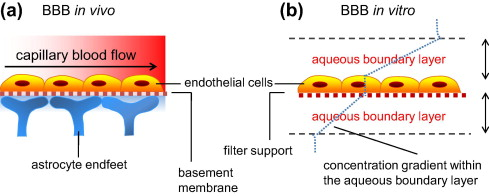 (a) BBB in vivo
capillary blood flow
endothelial cells
astrocyte endfeet
basement
membrane
(b) BBB in vitro
aqueous boundary layer
aqueous boundary layer
filter support
concentration gradient within
the aqueous boundary layer